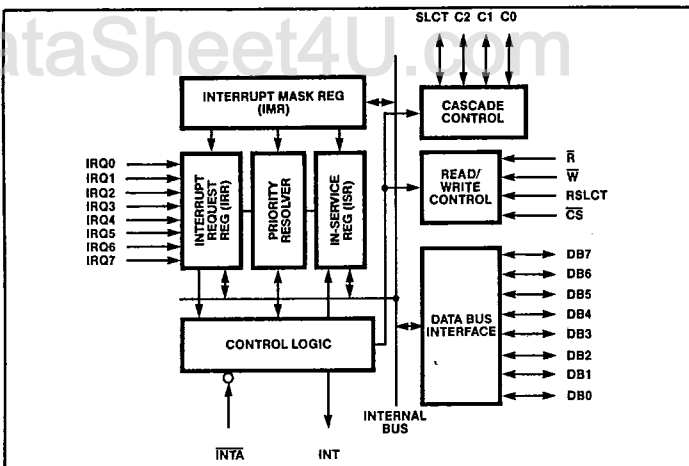 SLCT C2 C1 C0
ataSheet4U.com
INTERRUPT MASK REG
(IMR)
CASCADE
CONTROL
IRQ0
IRQ1
IRQ2
IRQ3
IRQ4
IRQ5
IRQ6
IRQ7
INTERRUPT
REQUEST
REG (IRR)
PRIORITY
RESOLVER
IN-SERVICE
REG (ISR)
READ/
WRITE
CONTROL
R̅
W̅
RSLCT
C̅S̅
DATA BUS
INTERFACE
DB7
DB6
DB5
DB4
DB3
DB2
DB1
DB0
CONTROL LOGIC
I̅N̅T̅A̅
INT
INTERNAL
BUS